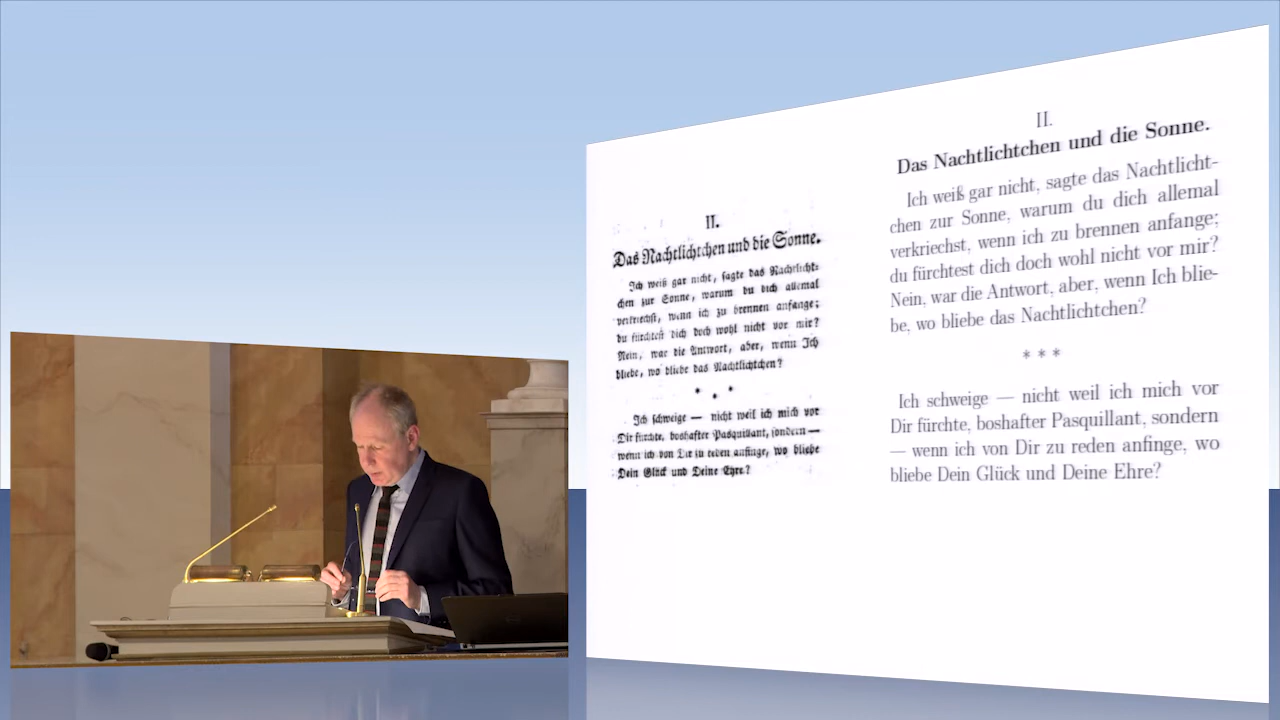 II.
Das Nachtlichtchen und die Sonne.
Ich weiß gar nicht, sagte das Nachtlicht-
chen zur Sonne, warum du dich allemal
verkriechst, wenn ich zu brennen anfange;
du fürchtest dich doch wohl nicht vor mir?
Nein, war die Antwort, aber, wenn Ich
bliebe, wo bliebe das Nachtlichtchen?
* * *
Ich schweige — nicht weil ich mich vor
Dir fürchte, boshafter Pasquillant, sondern —
wenn ich von Dir zu reden anfinge, wo bliebe
Dein Glück und Deine Ehre?
II.
Das Nachtlichtchen und die Sonne.
Ich weiß gar nicht, sagte das Nachtlicht-
chen zur Sonne, warum du dich allemal
verkriechst, wenn ich zu brennen anfange;
du fürchtest dich doch wohl nicht vor mir?
Nein, war die Antwort, aber, wenn Ich blie-
be, wo bliebe das Nachtlichtchen?
* * *
Ich schweige — nicht weil ich mich vor
Dir fürchte, boshafter Pasquillant, sondern
— wenn ich von Dir zu reden anfinge, wo
bliebe Dein Glück und Deine Ehre?